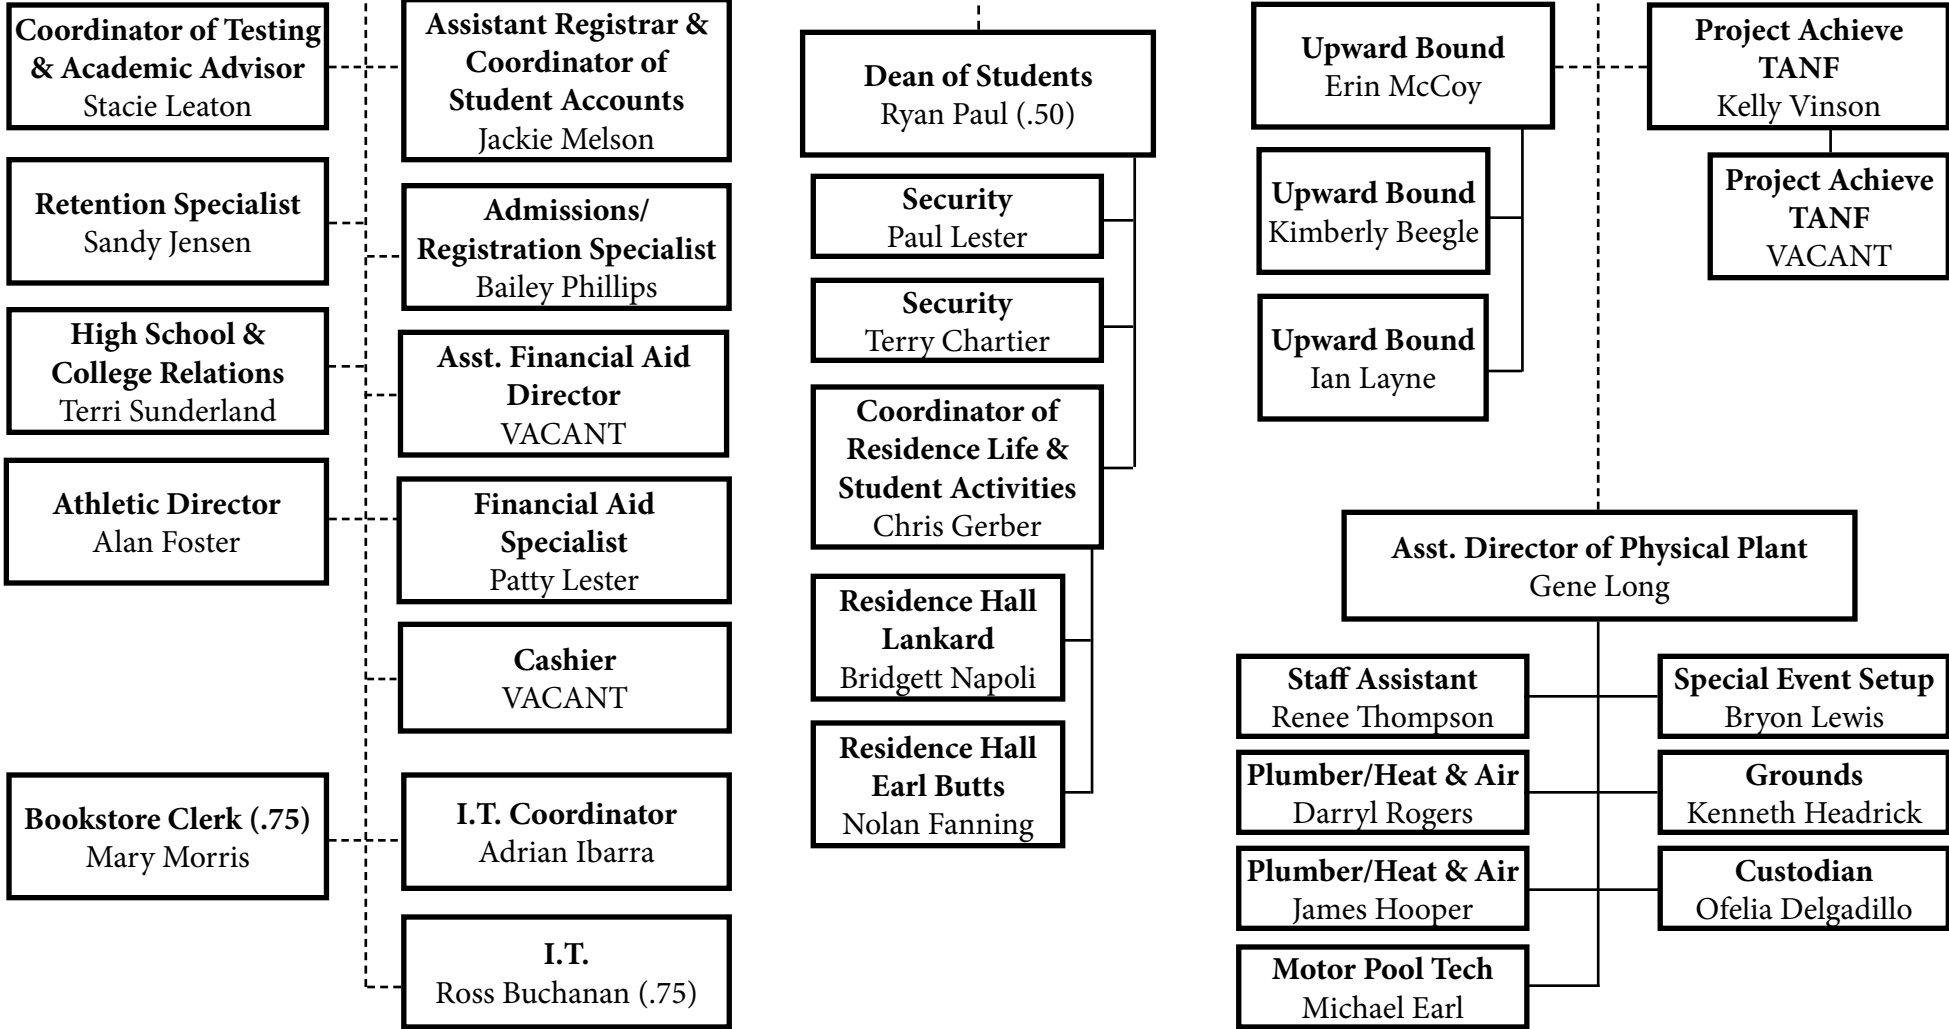 Coordinator of Testing
& Academic Advisor
Stacie Leaton
Retention Specialist
Sandy Jensen
High School &
College Relations
Terri Sunderland
Athletic Director
Alan Foster
Bookstore Clerk (.75)
Mary Morris
Assistant Registrar &
Coordinator of
Student Accounts
Jackie Melson
Admissions/
Registration Specialist
Bailey Phillips
Asst. Financial Aid
Director
VACANT
Financial Aid
Specialist
Patty Lester
Cashier
VACANT
I.T. Coordinator
Adrian Ibarra
I.T.
Ross Buchanan (.75)
Dean of Students
Ryan Paul (.50)
Security
Paul Lester
Security
Terry Chartier
Coordinator of
Residence Life &
Student Activities
Chris Gerber
Residence Hall
Lankard
Bridgett Napoli
Residence Hall
Earl Butts
Nolan Fanning
Upward Bound
Erin McCoy
Upward Bound
Kimberly Beegle
Upward Bound
Ian Layne
Project Achieve
TANF
Kelly Vinson
Project Achieve
TANF
VACANT
Asst. Director of Physical Plant
Gene Long
Staff Assistant
Renee Thompson
Plumber/Heat & Air
Darryl Rogers
Plumber/Heat & Air
James Hooper
Motor Pool Tech
Michael Earl
Special Event Setup
Bryon Lewis
Grounds
Kenneth Headrick
Custodian
Ofelia Delgadillo